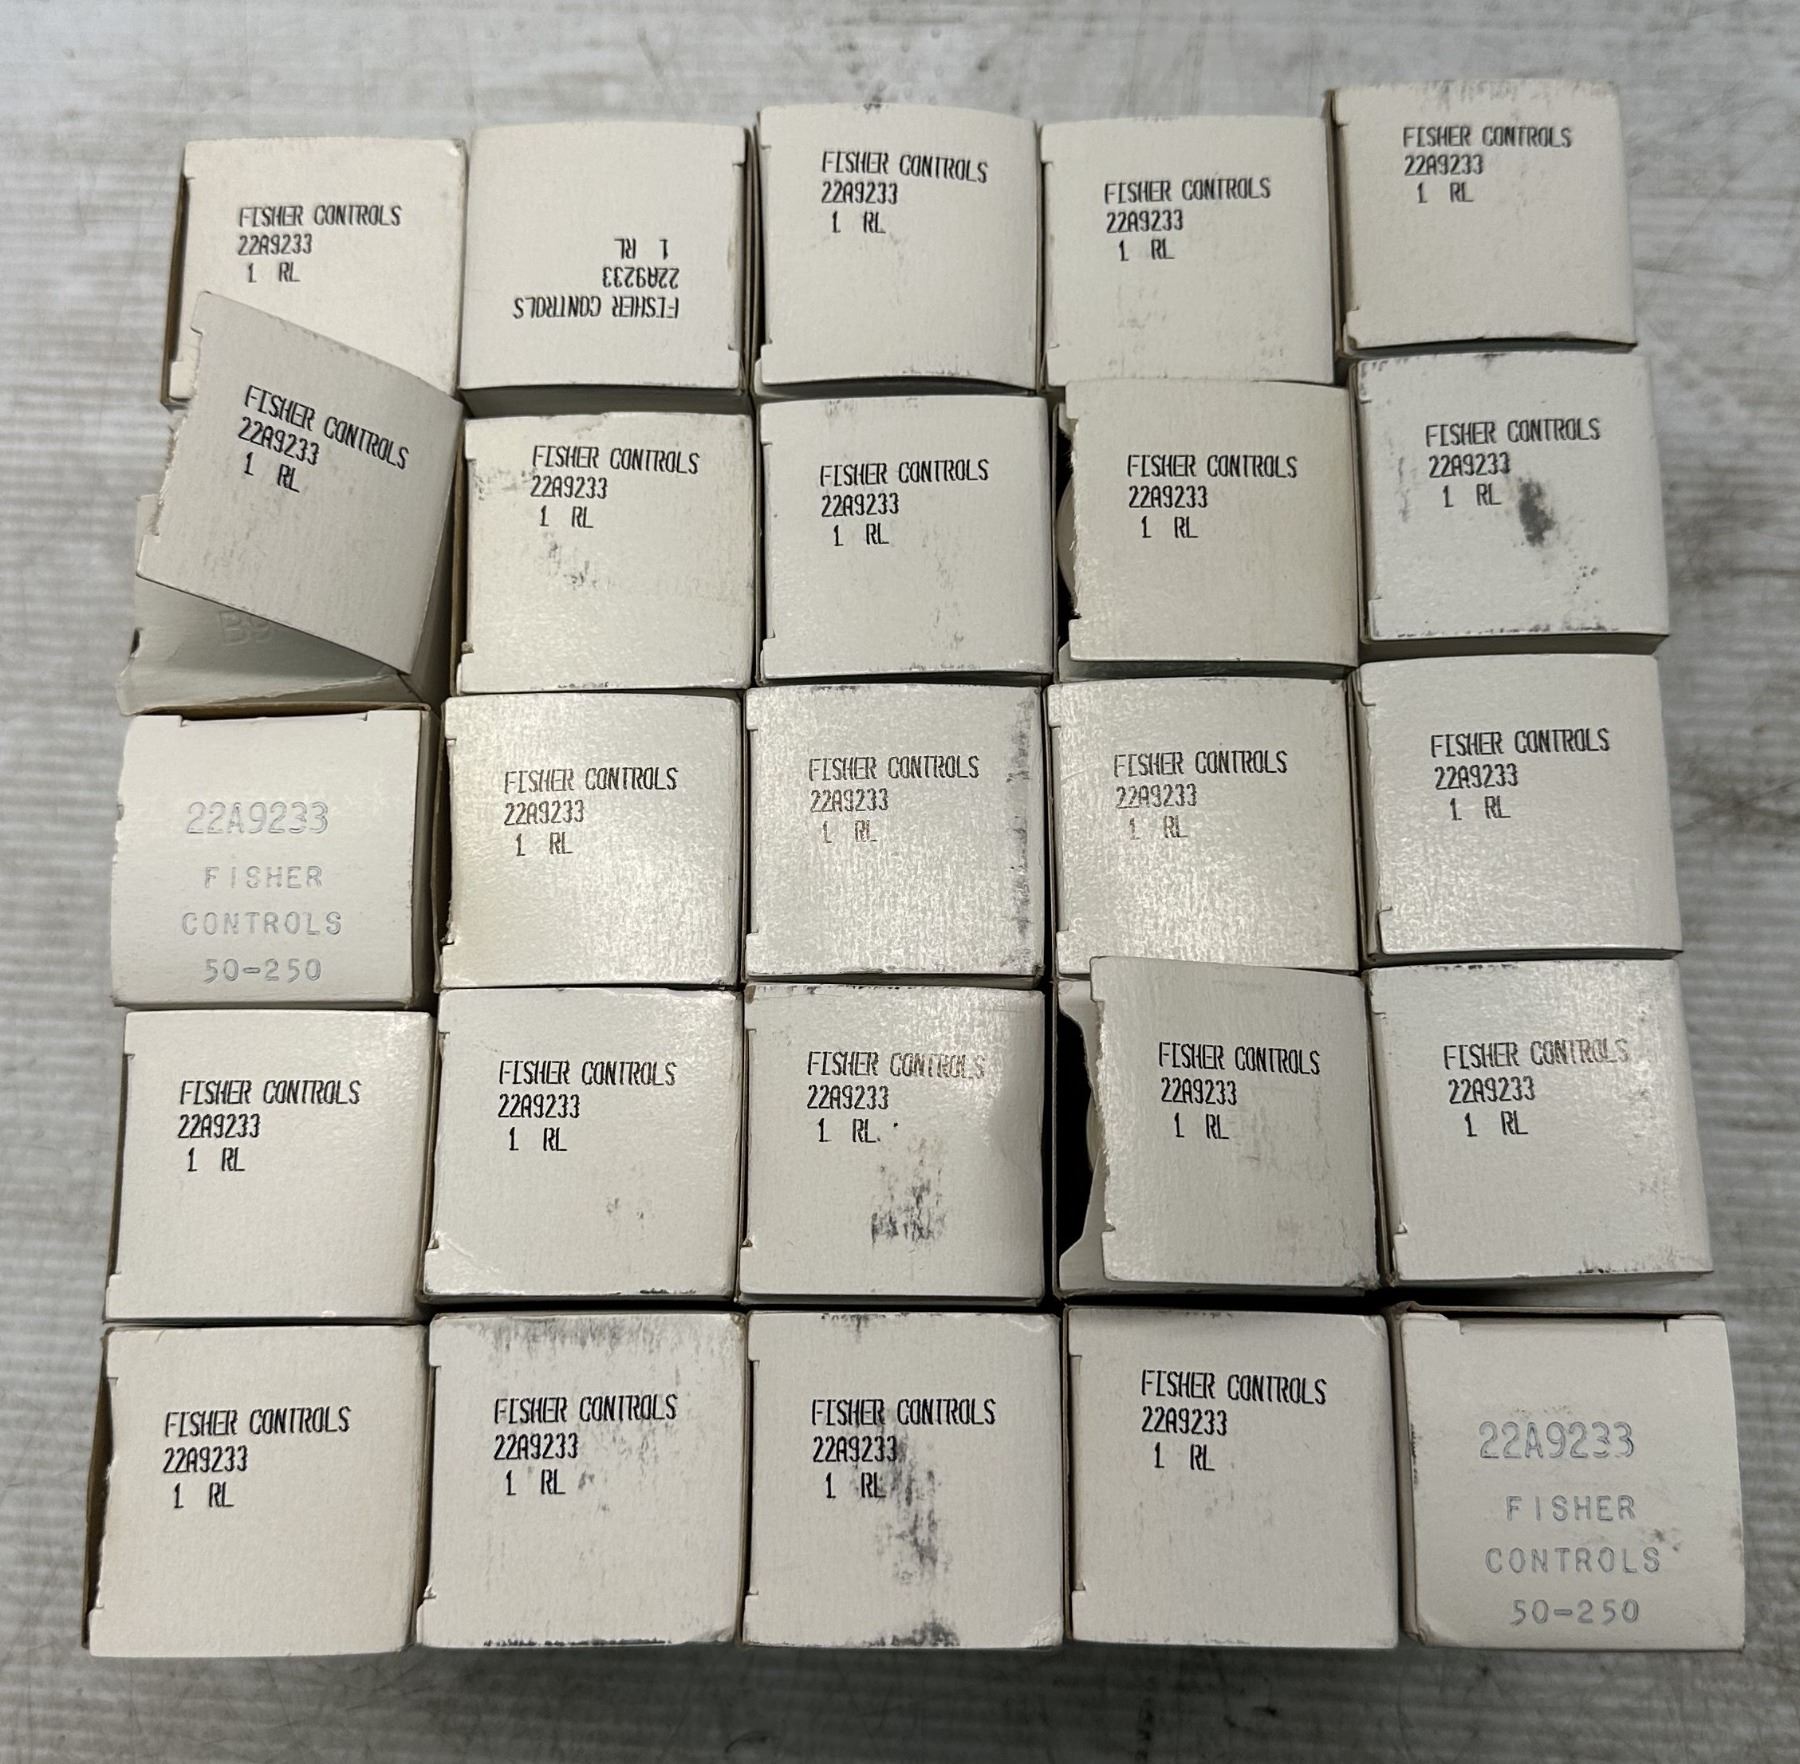 FISHER CONTROLS
22A9233
1 RL
FISHER CONTROLS
22A9233
1 RL
FISHER CONTROLS
22A9233
1 RL
FISHER CONTROLS
22A9233
1 RL
FISHER CONTROLS
22A9233
1 RL
FISHER CONTROLS
22A9233
1 RL
FISHER CONTROLS
22A9233
1 RL
FISHER CONTROLS
22A9233
1 RL
FISHER CONTROLS
22A9233
1 RL
FISHER CONTROLS
22A9233
1 RL
22A9233
FISHER
CONTROLS
50-250
FISHER CONTROLS
22A9233
1 RL
FISHER CONTROLS
22A9233
1 RL
FISHER CONTROLS
22A9233
1 RL
FISHER CONTROLS
22A9233
1 RL
FISHER CONTROLS
22A9233
1 RL
FISHER CONTROLS
22A9233
1 RL
FISHER CONTROLS
22A9233
1 RL
FISHER CONTROLS
22A9233
1 RL
FISHER CONTROLS
22A9233
1 RL
FISHER CONTROLS
22A9233
1 RL
FISHER CONTROLS
22A9233
1 RL
FISHER CONTROLS
22A9233
1 RL
FISHER CONTROLS
22A9233
1 RL
22A9233
FISHER
CONTROLS
50-250